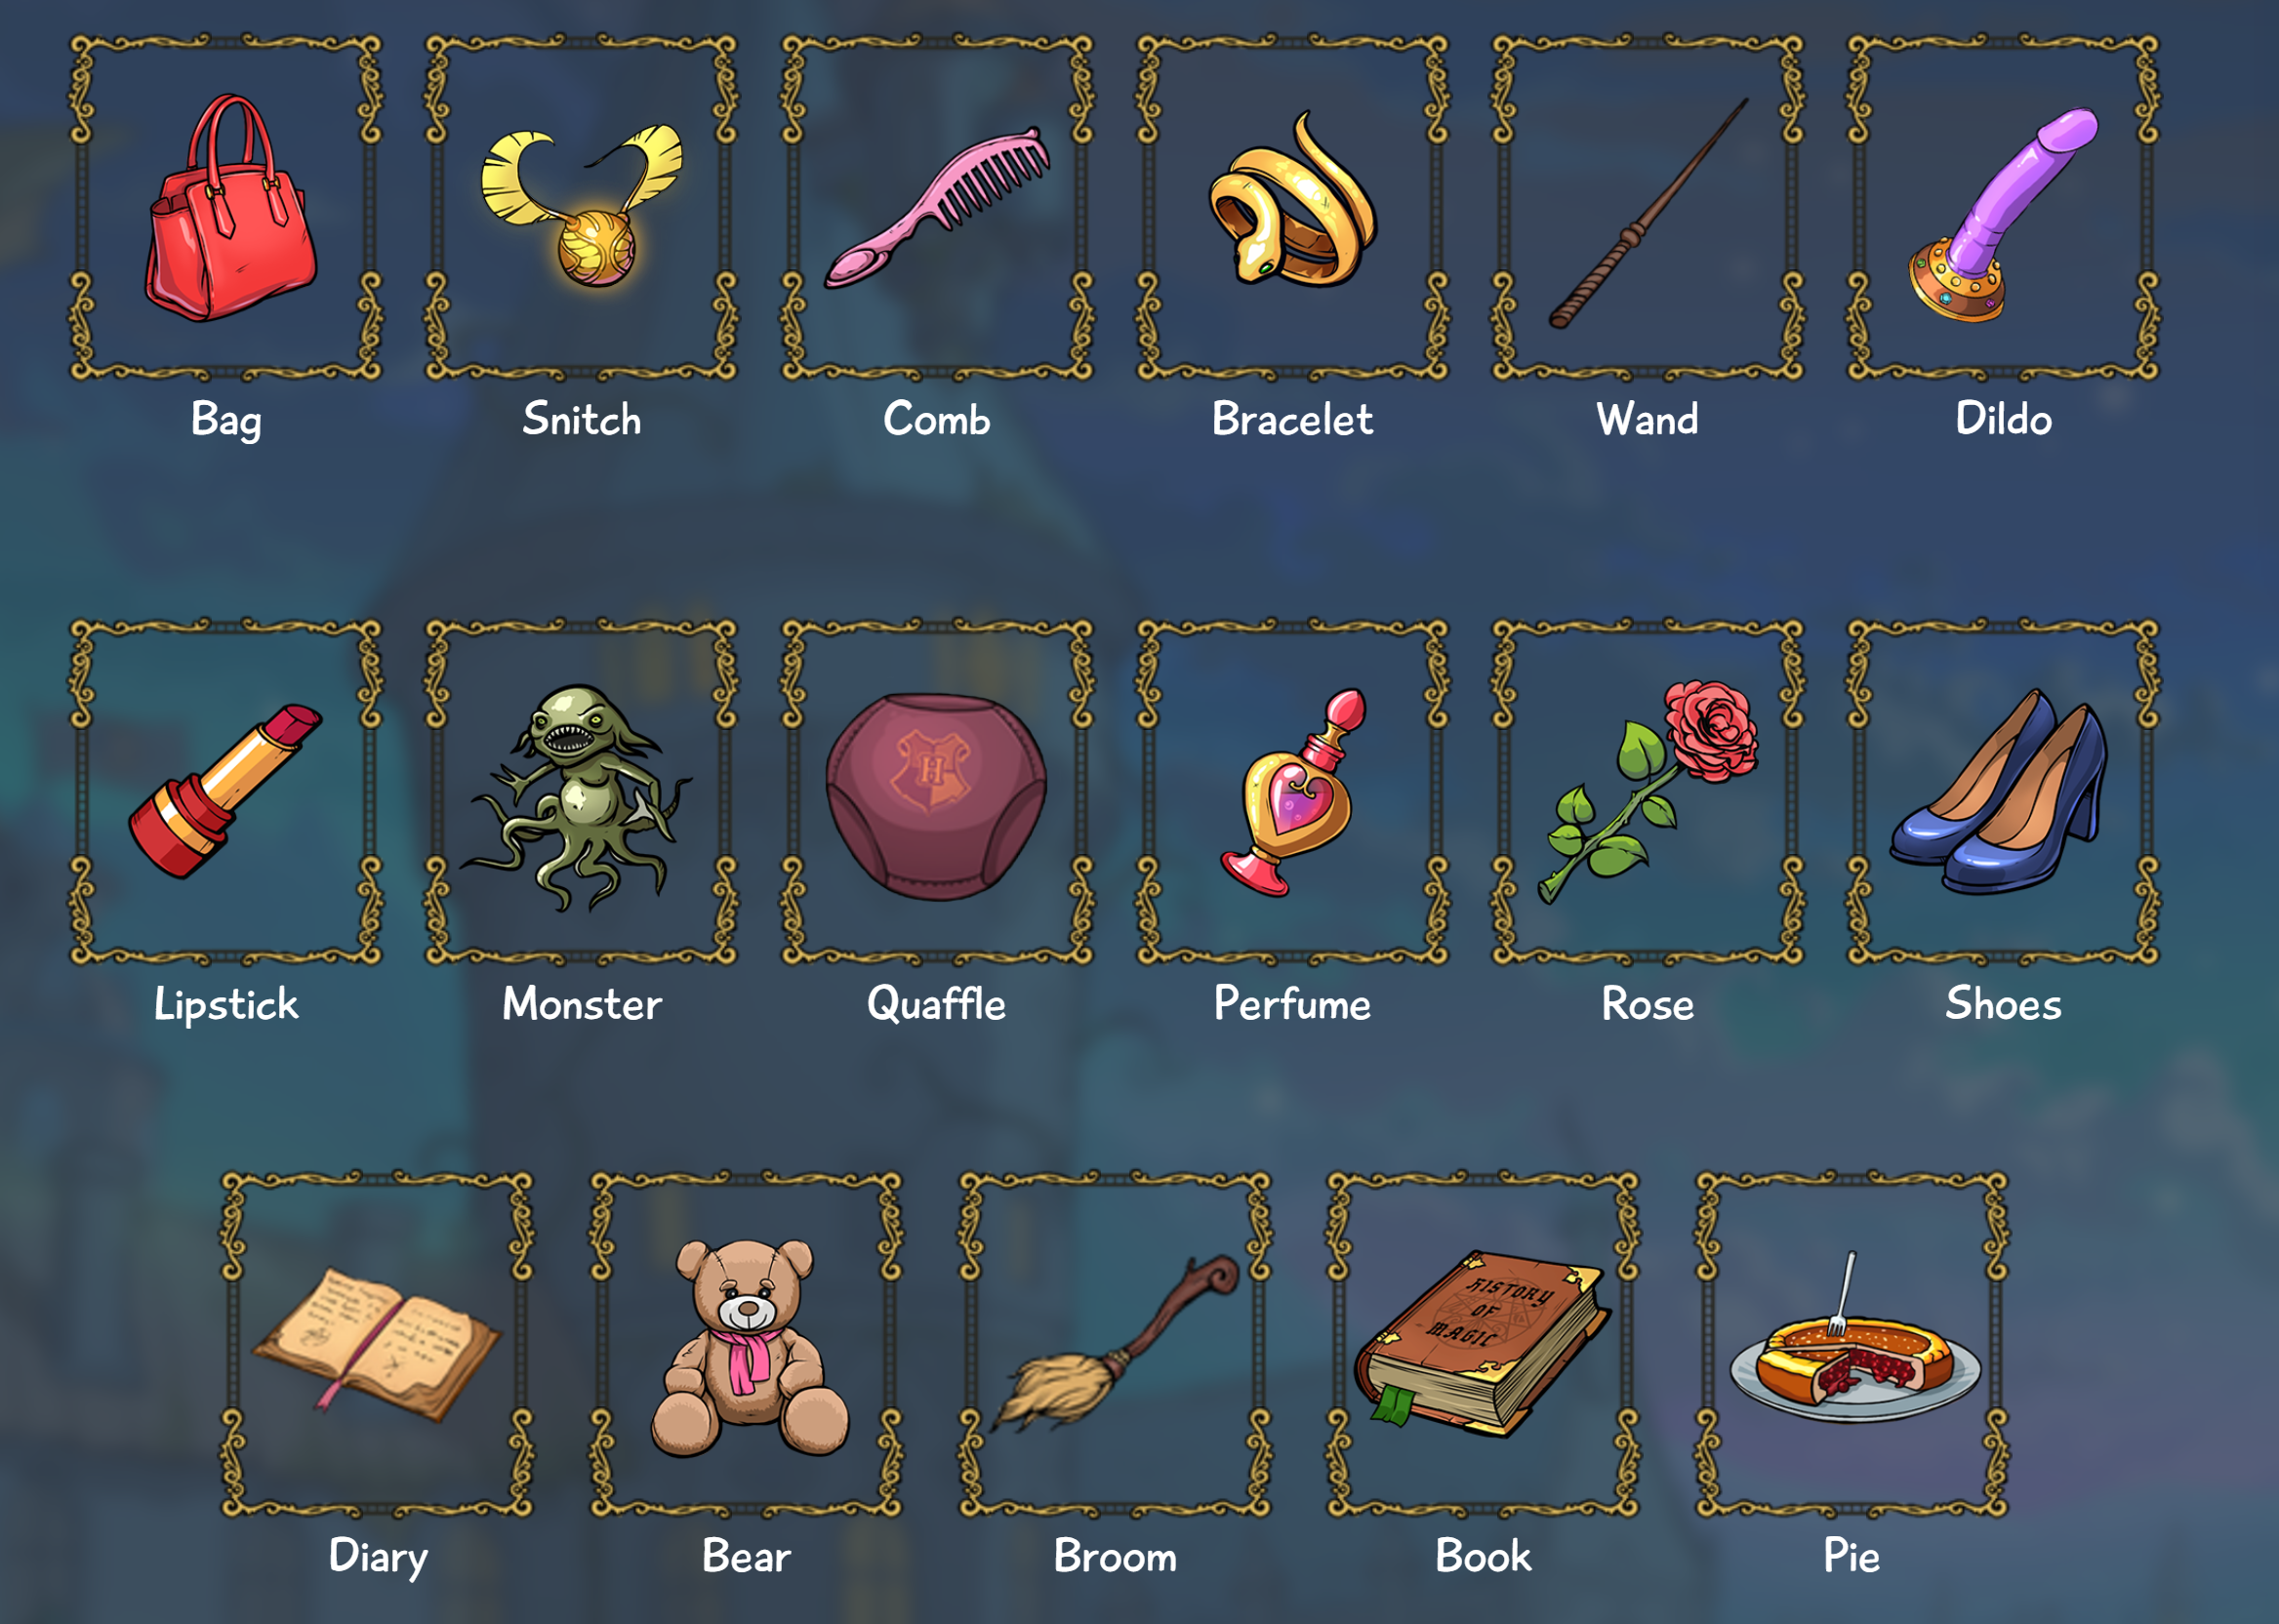 Bag Snitch Comb Bracelet Wand Dildo
H
Lipstick Monster Quaffle Perfume Rose Shoes
HISTORY
OF
MAGIC
Diary Bear Broom Book Pie